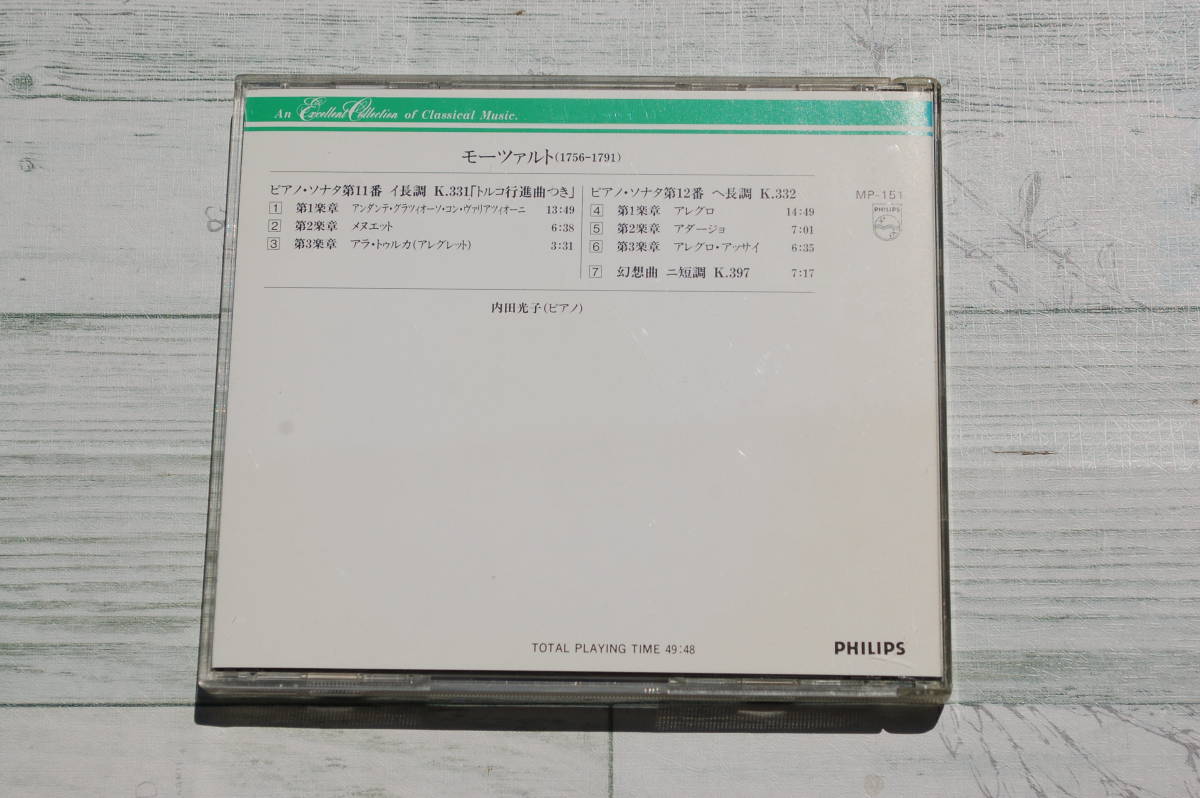 An Excellent Collection of Classical Music.
モーツァルト(1756-1791)
ピアノ・ソナタ第11番 イ長調 K.331「トルコ行進曲つき」
1 第1楽章 アンダンテ・グラツィオーソ・コン・ヴァリアツィオーニ 13:49
2 第2楽章 メヌエット 6:38
3 第3楽章 アラ・トゥルカ(アレグレット) 3:31
ピアノ・ソナタ第12番 ヘ長調 K.332
4 第1楽章 アレグロ 14:49
5 第2楽章 アダージョ 7:01
6 第3楽章 アレグロ・アッサイ 6:35
7 幻想曲 ニ短調 K.397 7:17
MP-151
PHILIPS
内田光子(ピアノ)
TOTAL PLAYING TIME 49:48
PHILIPS